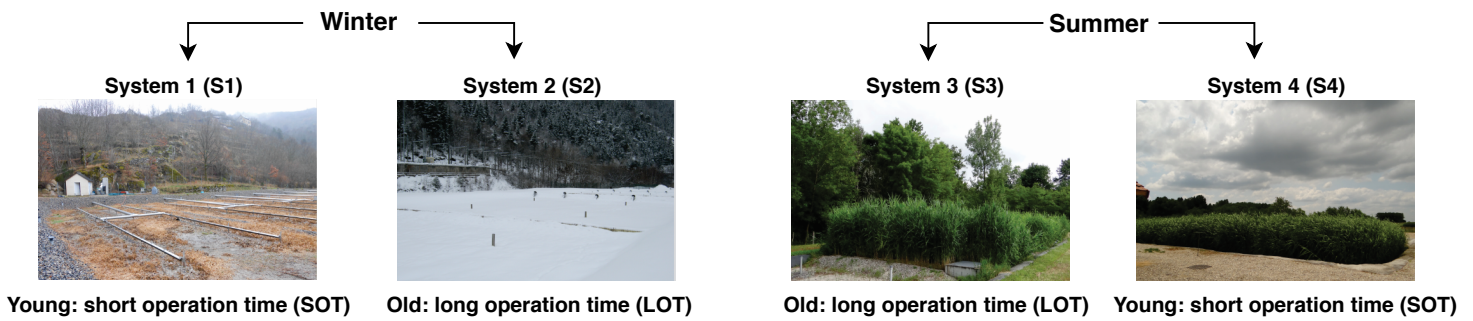 Winter
Summer
System 1 (S1)
System 2 (S2)
System 3 (S3)
System 4 (S4)
Young: short operation time (SOT)
Old: long operation time (LOT)
Old: long operation time (LOT)
Young: short operation time (SOT)